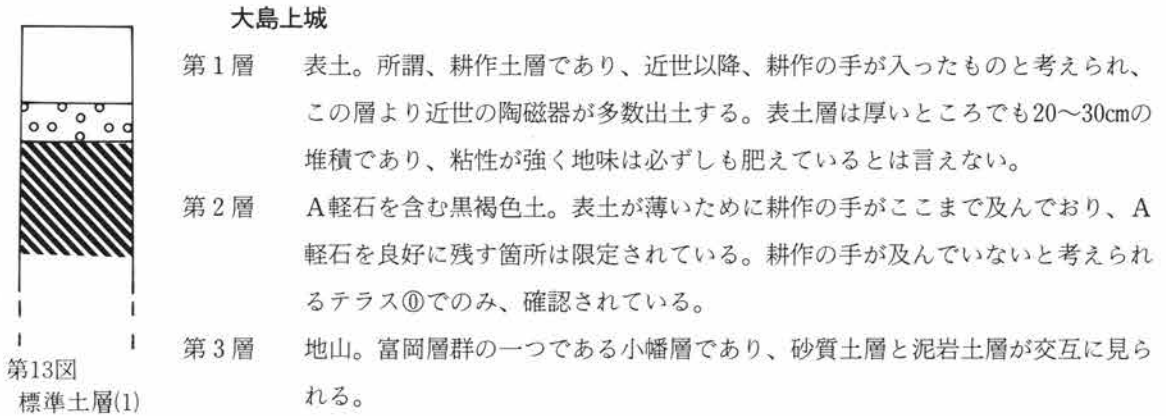 大島上城
第1層　表土。所謂、耕作土層であり、近世以降、耕作の手が入ったものと考えられ、
この層より近世の陶磁器が多数出土する。表土層は厚いところでも20〜30cmの
堆積であり、粘性が強く地味は必ずしも肥えているとは言えない。
第2層　A軽石を含む黒褐色土。表土が薄いために耕作の手がここまで及んでおり、A
軽石を良好に残す箇所は限定されている。耕作の手が及んでいないと考えられ
るテラス⓪でのみ、確認されている。
第3層　地山。富岡層群の一つである小幡層であり、砂質土層と泥岩土層が交互に見ら
れる。
第13図
標準土層(1)